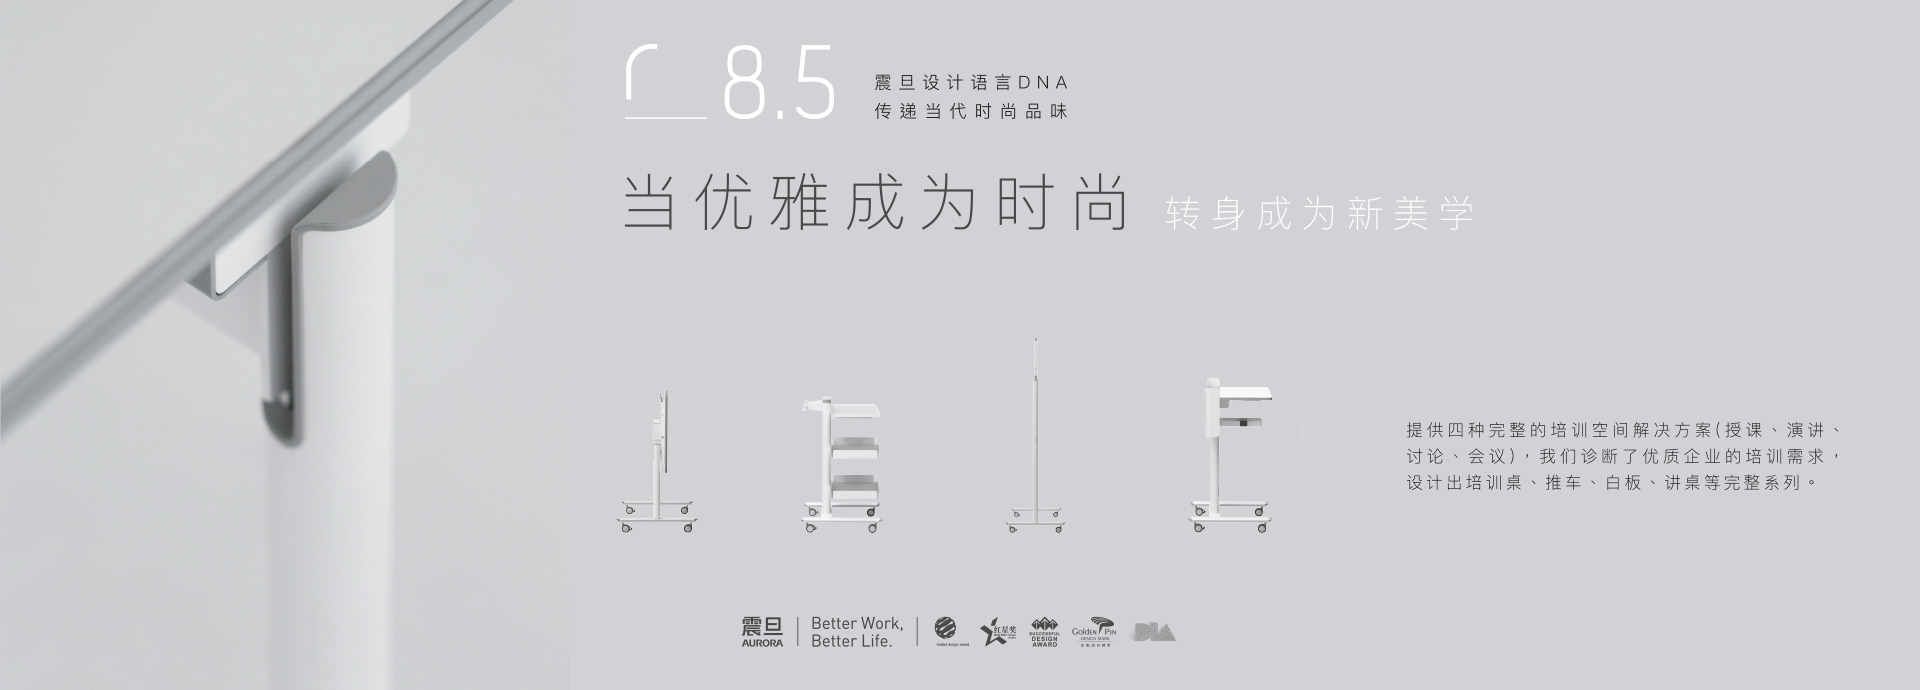 8.5
震旦设计语言DNA
传递当代时尚品味
当优雅成为时尚 转身成为新美学
提供四种完整的培训空间解决方案(授课、演讲、
讨论、会议)，我们诊断了优质企业的培训需求，
设计出培训桌、推车、白板、讲桌等完整系列。
震旦
AURORA
Better Work,
Better Life.
reddot design award
红星奖
SUCCESSFUL
DESIGN
AWARD
Golden Pin
DESIGN MARK
DIA